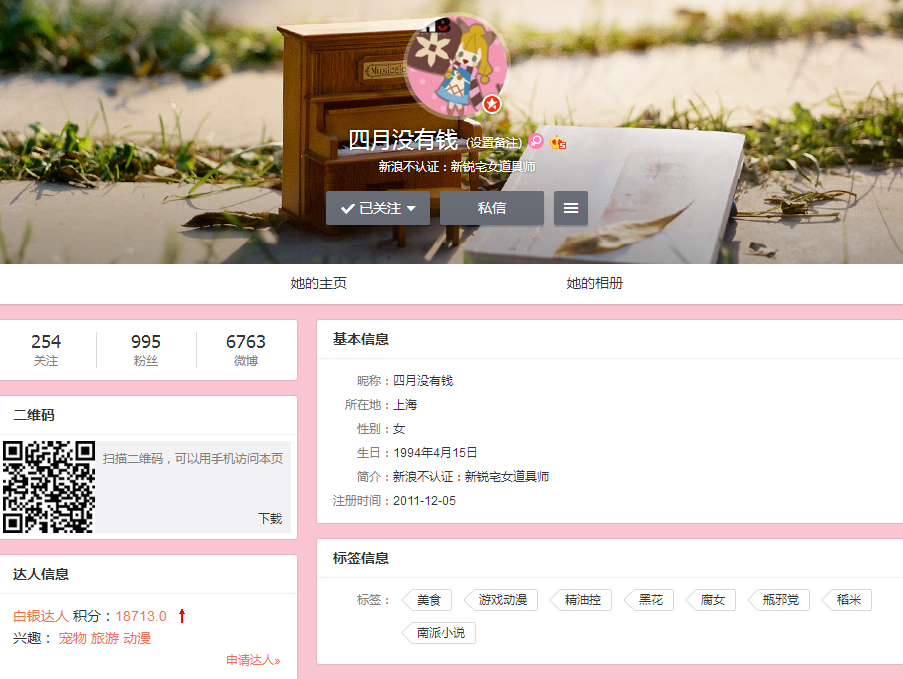 Musicale
四月没有钱 (设置备注)
新浪不认证：新锐宅女道具师
已关注 私信
她的主页 她的相册
254 995 6763
关注 粉丝 微博
二维码
扫描二维码，可以用手机访问本页
下载
达人信息
白银达人 积分：18713.0
兴趣： 宠物 旅游 动漫
申请达人»
基本信息
昵称：四月没有钱
所在地：上海
性别：女
生日：1994年4月15日
简介：新浪不认证：新锐宅女道具师
注册时间：2011-12-05
标签信息
标签： 美食 游戏动漫 精油控 黑花 腐女 瓶邪党 稻米
南派小说